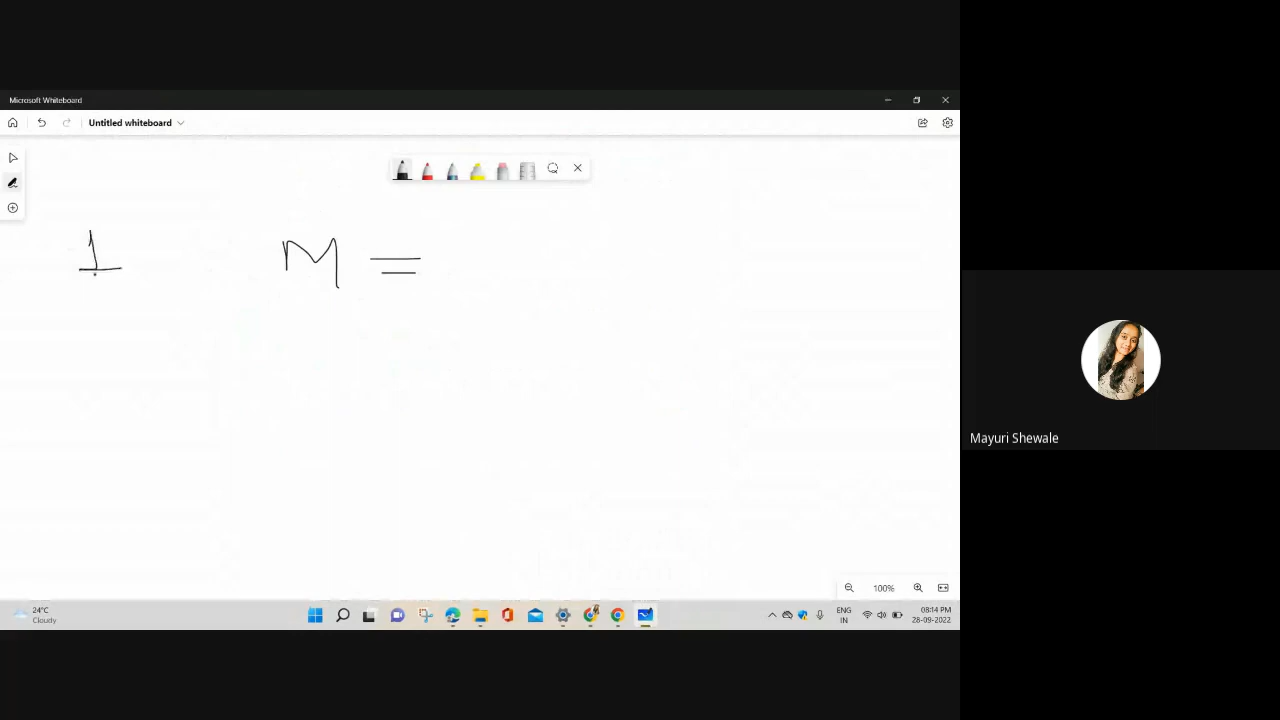 Microsoft Whiteboard
Untitled whiteboard
1 M =
Mayuri Shewale
100%
24°C
Cloudy
ENG
IN
08:14 PM
28-09-2022